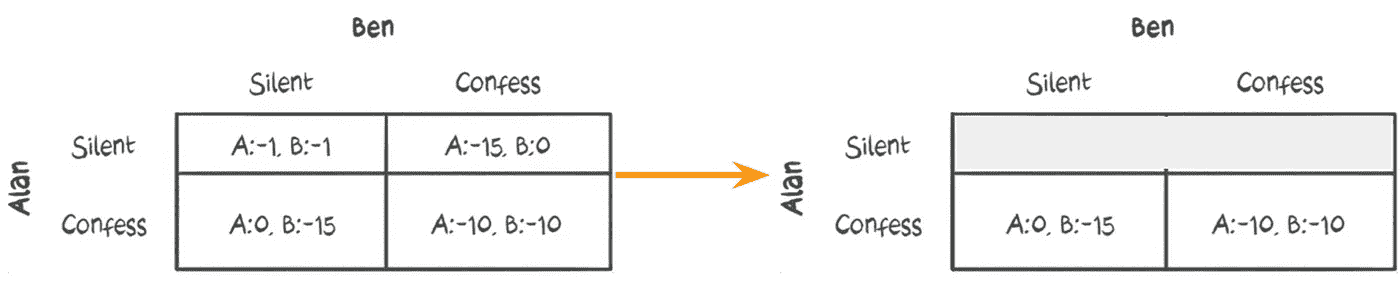 Ben
Silent Confess
Silent A:-1, B:-1 A:-15, B:0
Alan
Confess A:0, B:-15 A:-10, B:-10
Ben
Silent Confess
Silent
Alan
Confess A:0, B:-15 A:-10, B:-10